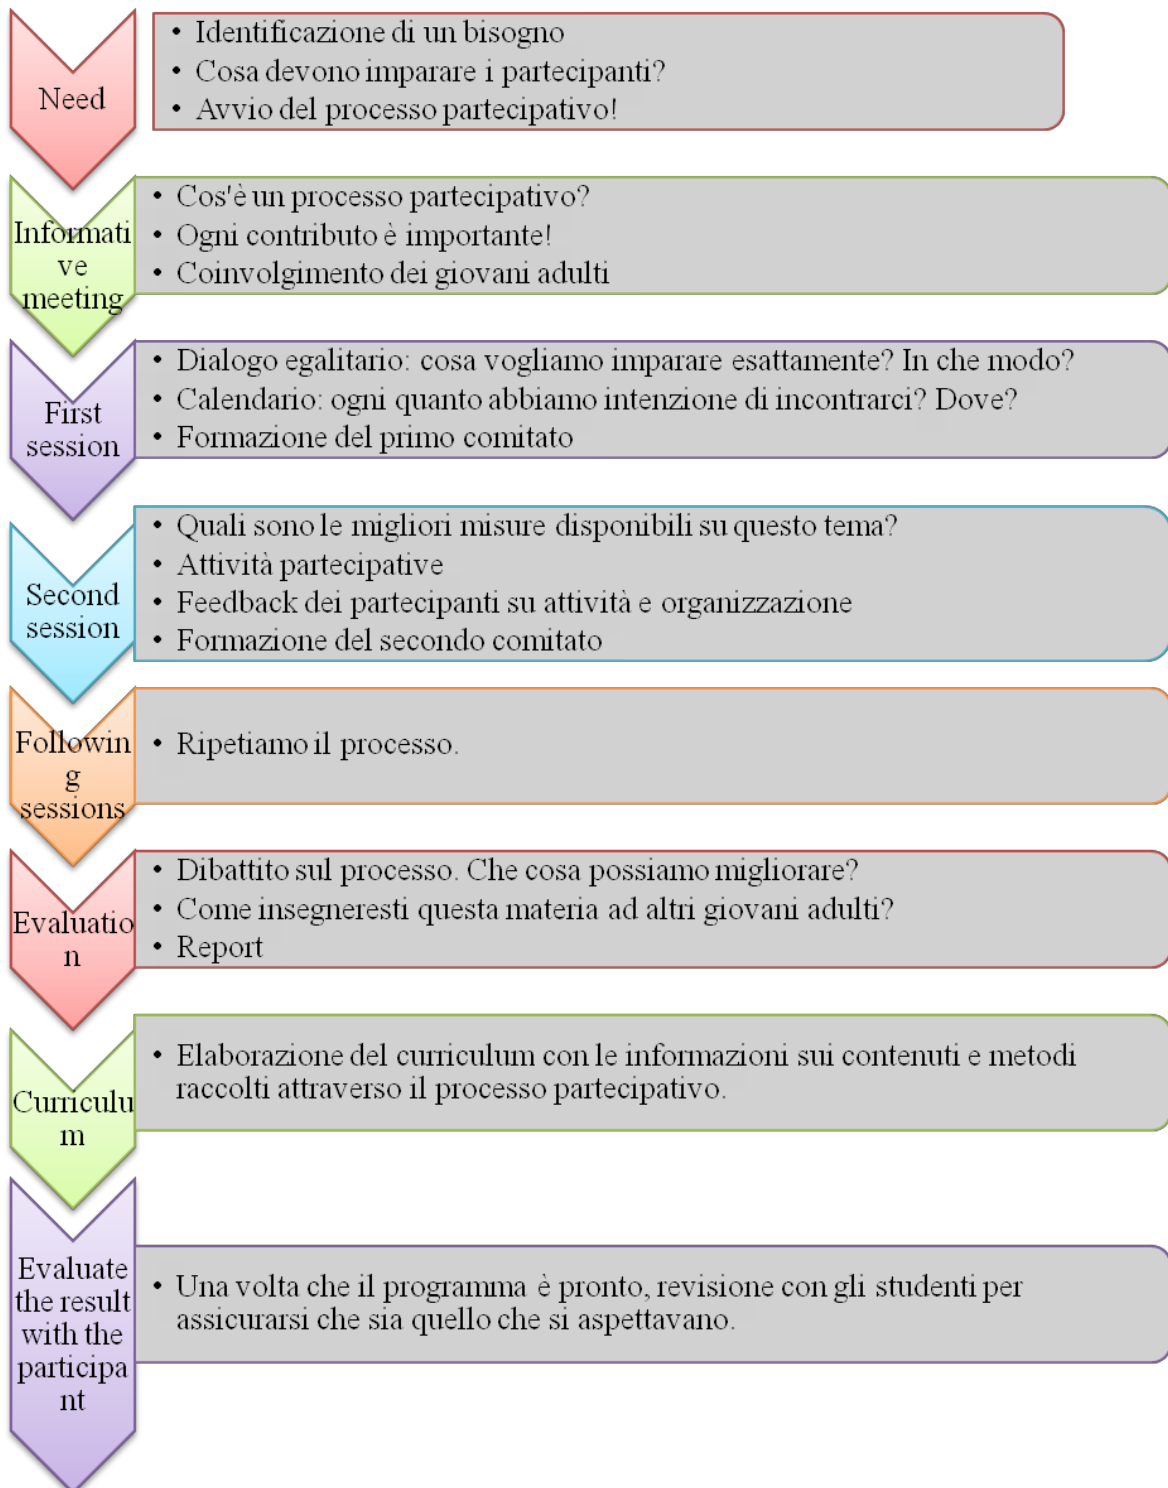 Need
• Identificazione di un bisogno
• Cosa devono imparare i partecipanti?
• Avvio del processo partecipativo!
Informati
ve
meeting
• Cos'è un processo partecipativo?
• Ogni contributo è importante!
• Coinvolgimento dei giovani adulti
First
session
• Dialogo egalitario: cosa vogliamo imparare esattamente? In che modo?
• Calendario: ogni quanto abbiamo intenzione di incontrarci? Dove?
• Formazione del primo comitato
Second
session
• Quali sono le migliori misure disponibili su questo tema?
• Attività partecipative
• Feedback dei partecipanti su attività e organizzazione
• Formazione del secondo comitato
Followin
g
sessions
• Ripetiamo il processo.
Evaluatio
n
• Dibattito sul processo. Che cosa possiamo migliorare?
• Come insegneresti questa materia ad altri giovani adulti?
• Report
Curriculu
m
• Elaborazione del curriculum con le informazioni sui contenuti e metodi
raccolti attraverso il processo partecipativo.
Evaluate
the result
with the
participa
nt
• Una volta che il programma è pronto, revisione con gli studenti per
assicurarsi che sia quello che si aspettavano.